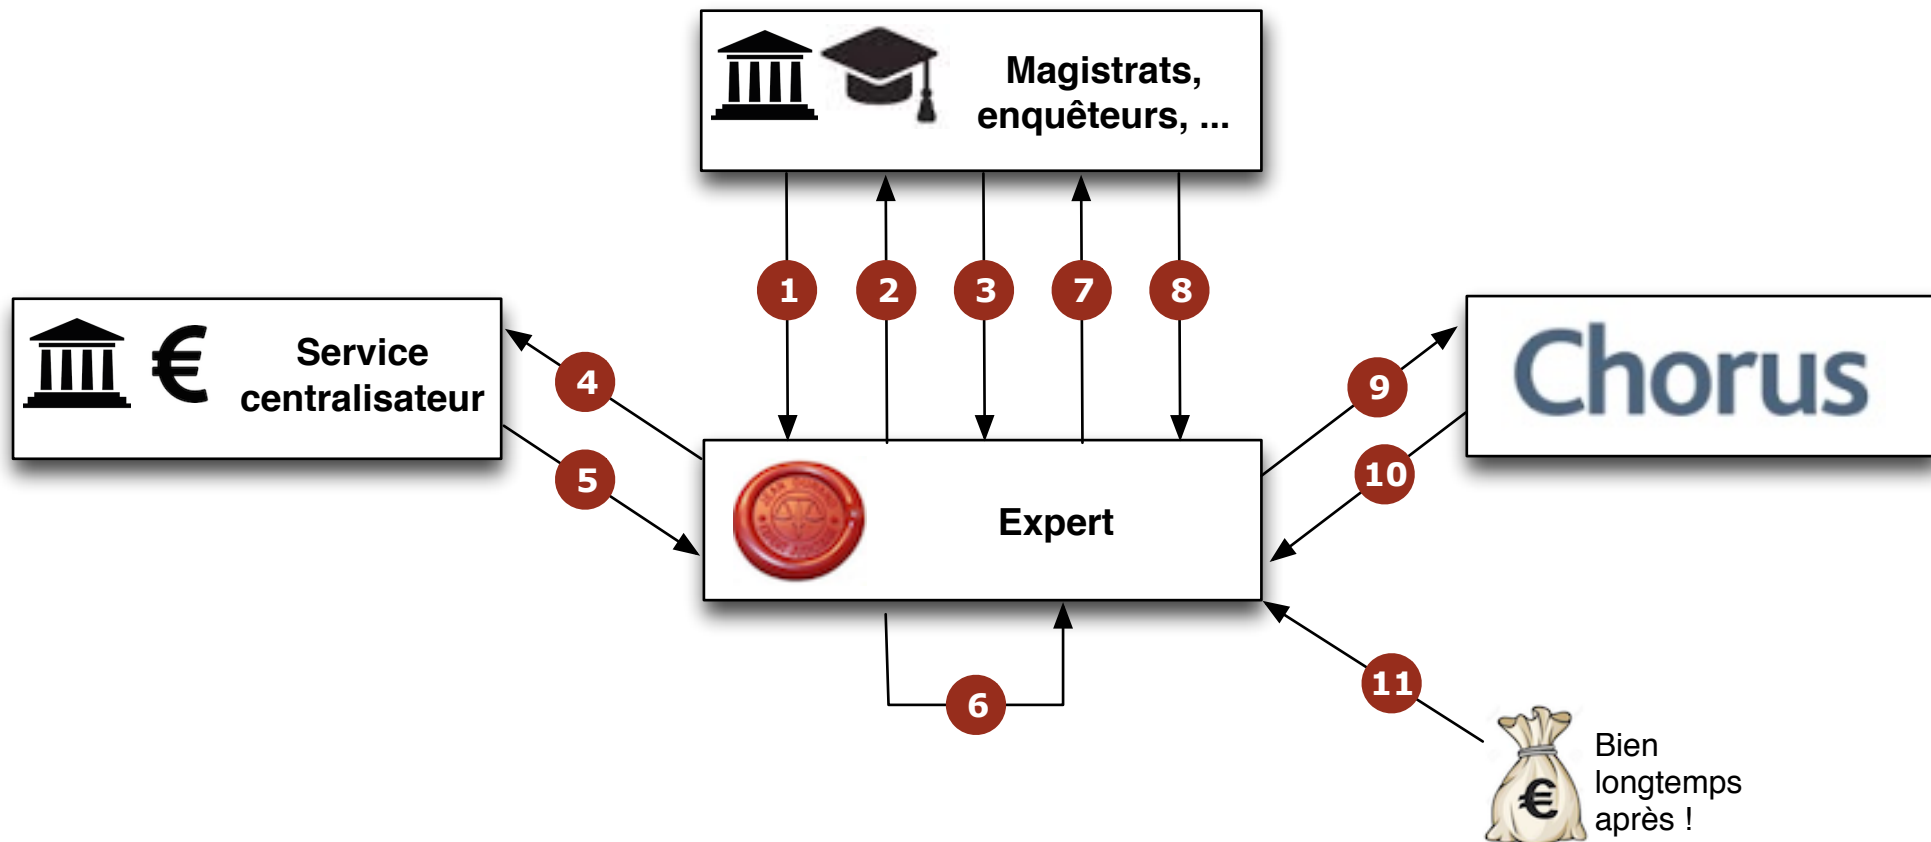 Magistrats,
enquêteurs, ...
1
2
3
7
8
Service
centralisateur
4
5
9
10
Chorus
Expert
6
11
€
Bien
longtemps
après !